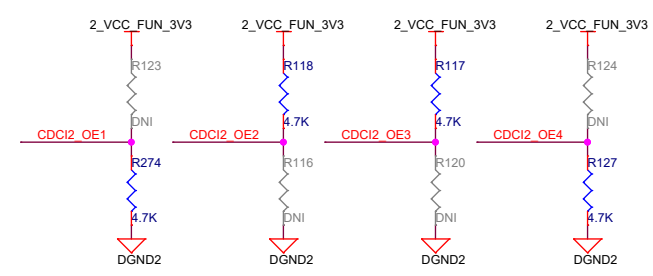 2_VCC_FUN_3V3 2_VCC_FUN_3V3 2_VCC_FUN_3V3 2_VCC_FUN_3V3
R123 R118 R117 R124
DNI 4.7K 4.7K DNI
CDCI2_OE1 CDCI2_OE2 CDCI2_OE3 CDCI2_OE4
R274 R116 R120 R127
4.7K DNI DNI 4.7K
DGND2 DGND2 DGND2 DGND2